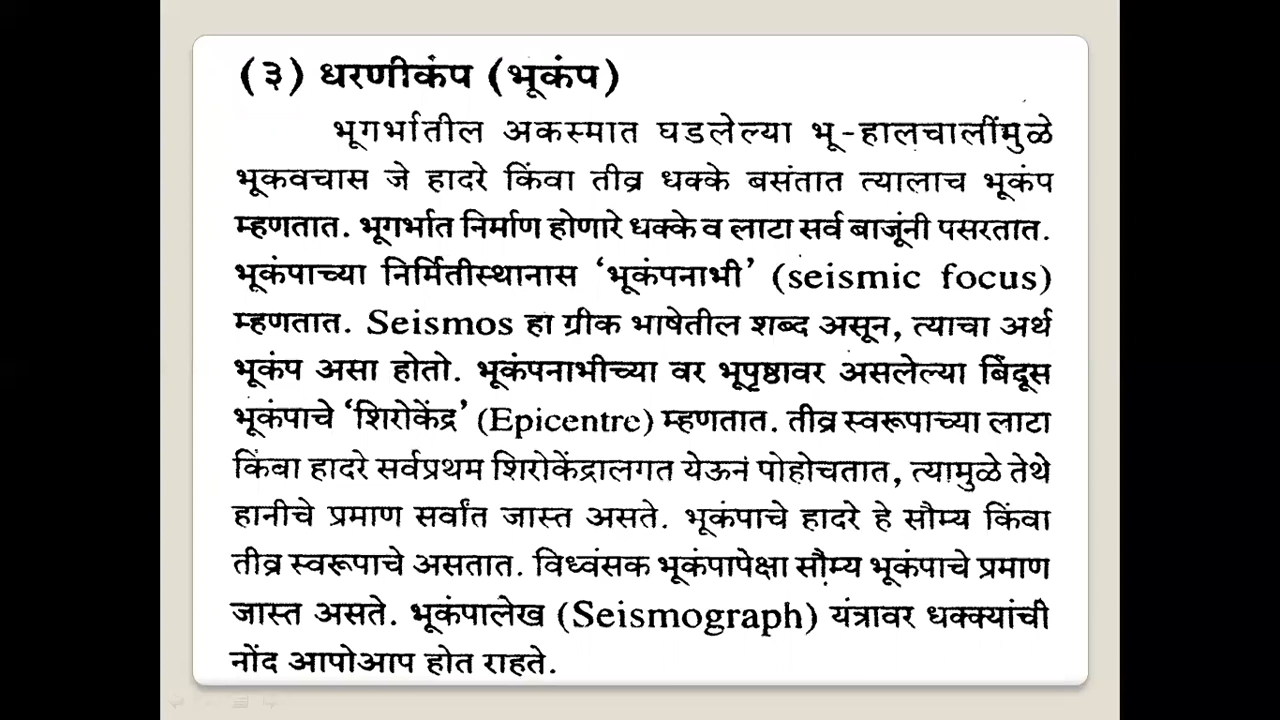 (३) धरणीकंप (भूकंप)
भूगर्भातील अकस्मात घडलेल्या भू-हालचालींमुळे
भूकवचास जे हादरे किंवा तीव्र धक्के बसंतात त्यालाच भूकंप
म्हणतात. भूगर्भात निर्माण होणारे धक्के व लाटा सर्व बाजूंनी पसरतात.
भूकंपाच्या निर्मितीस्थानास ‘भूकंपनाभी’ (seismic focus)
म्हणतात. Seismos हा ग्रीक भाषेतील शब्द असून, त्याचा अर्थ
भूकंप असा होतो. भूकंपनाभीच्या वर भूपृष्ठावर असलेल्या बिंदूस
भूकंपाचे ‘शिरोकेंद्र’ (Epicentre) म्हणतात. तीव्र स्वरूपाच्या लाटा
किंबा हादरे सर्वप्रथम शिरोकेंद्रालगत येऊनं पोहोचतात, त्यामुळे तेथे
हानीचे प्रमाण सर्वांत जास्त असते. भूकंपाचे हादरे हे सौम्य किंवा
तीव्र स्वरूपाचे असतात. विध्वंसक भूकंपापेक्षा सौम्य भूकंपाचे प्रमाण
जास्त असते. भूकंपालेख (Seismograph) यंत्रावर धक्क्यांची
नोंद आपोआप होत राहते.